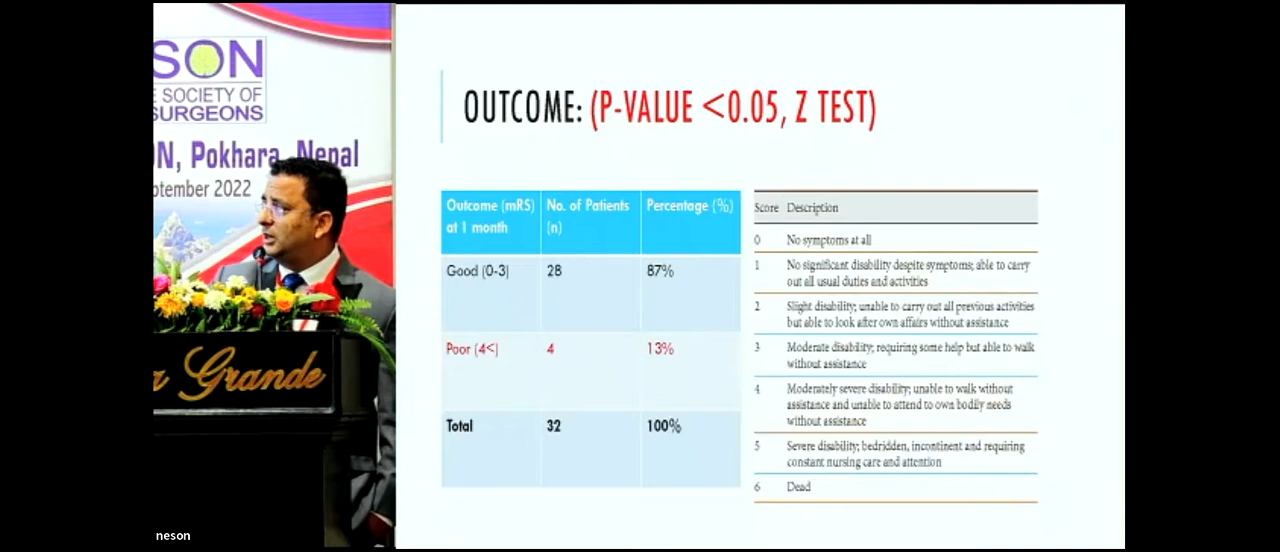 SON
E SOCIETY OF
SURGEONS
N, Pokhara, Nepal
ptember 2022
a Grande
neson
OUTCOME: (P-VALUE <0.05, Z TEST)
Outcome (mRS) at 1 month No. of Patients (n) Percentage (%)
Good (0-3) 28 87%
Poor (4<) 4 13%
Total 32 100%
Score Description
0 No symptoms at all
1 No significant disability despite symptoms; able to carry
out all usual duties and activities
2 Slight disability; unable to carry out all previous activities
but able to look after own affairs without assistance
3 Moderate disability; requiring some help but able to walk
without assistance
4 Moderately severe disability; unable to walk without
assistance and unable to attend to own bodily needs
without assistance
5 Severe disability; bedridden, incontinent and requiring
constant nursing care and attention
6 Dead